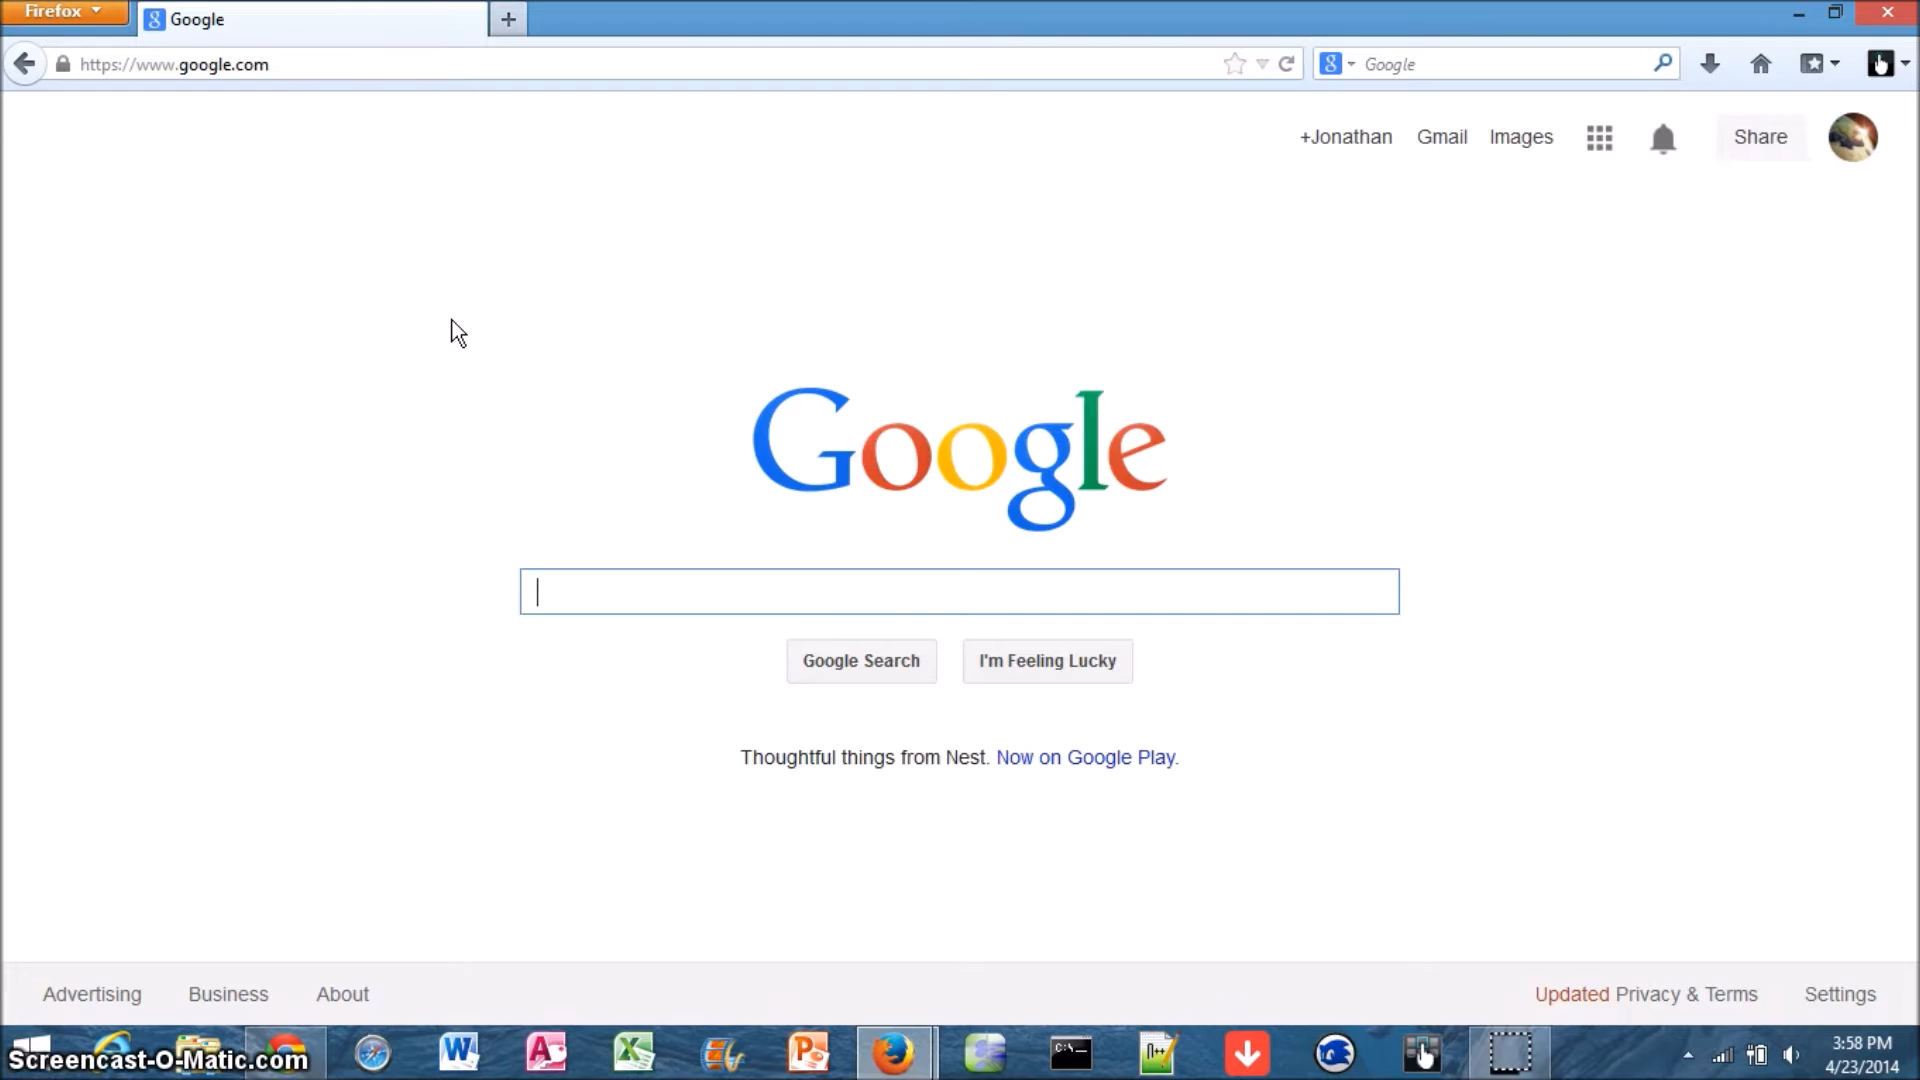 Firefox
Google
https://www.google.com
Google
+Jonathan Gmail Images Share
Google
Google Search I'm Feeling Lucky
Thoughtful things from Nest. Now on Google Play.
Advertising Business About Updated Privacy & Terms Settings
Screencast-O-Matic.com
3:58 PM
4/23/2014